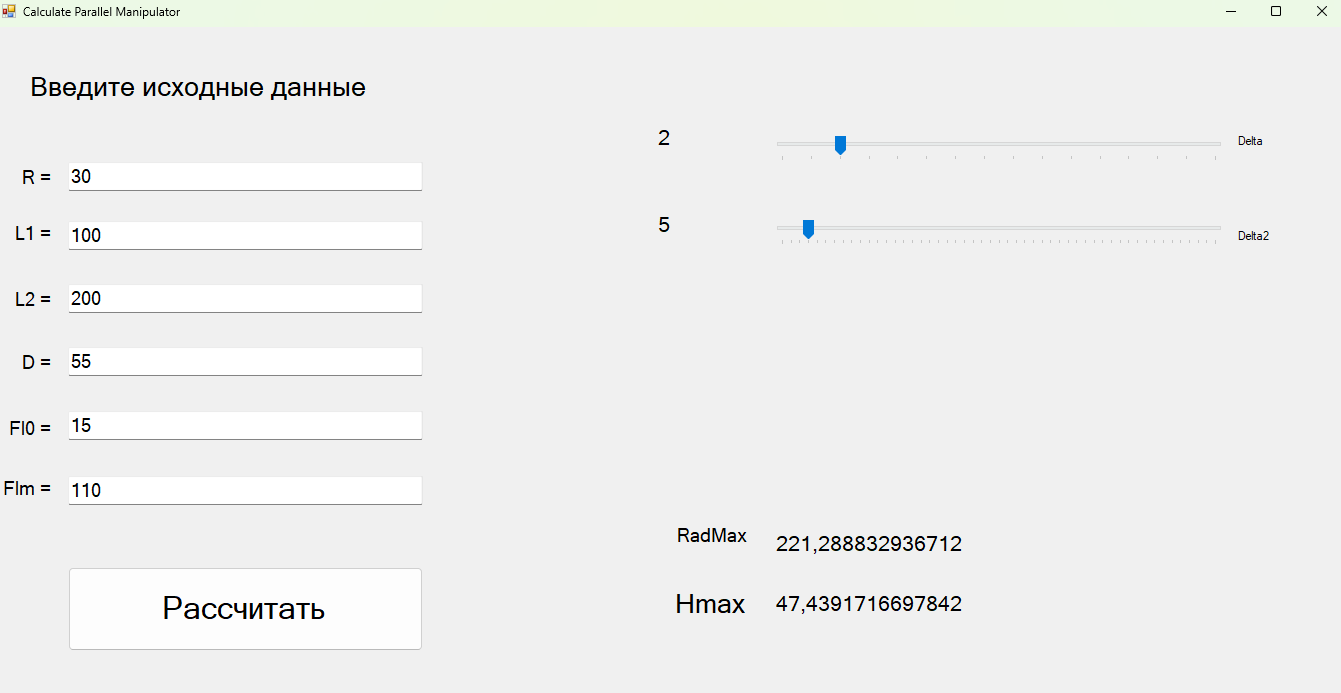 Calculate Parallel Manipulator
Введите исходные данные
R = 30
L1 = 100
L2 = 200
D = 55
Fl0 = 15
Flm = 110
Рассчитать
2 Delta
5 Delta2
RadMax 221,288832936712
Hmax 47,4391716697842